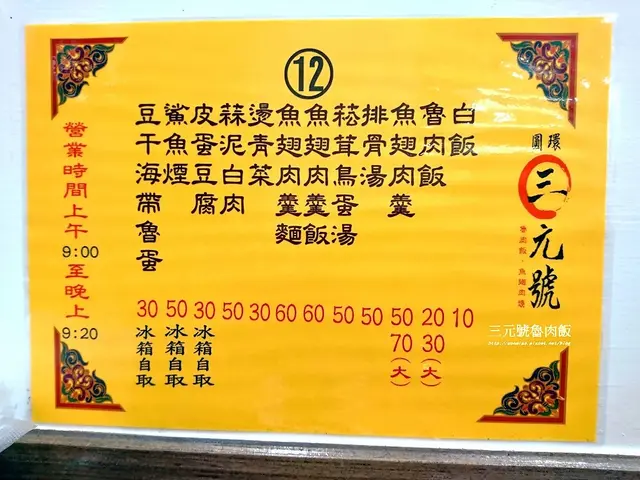 ⑫
圓環
三元號
魯肉飯・魚翅肉羹
白飯 10
魯肉飯 20 30(大)
魚翅肉羹 50 70(大)
排骨湯 50
菘茸鳥蛋湯 50
魚翅肉羹飯 60
魚翅肉羹麵 60
燙青菜 30
蒜泥白肉 50
皮蛋豆腐 30 冰箱自取
鯊魚煙 50 冰箱自取
豆干海帶魯蛋 30 冰箱自取
營業時間上午9:00至晚上9:20
三元號魯肉飯